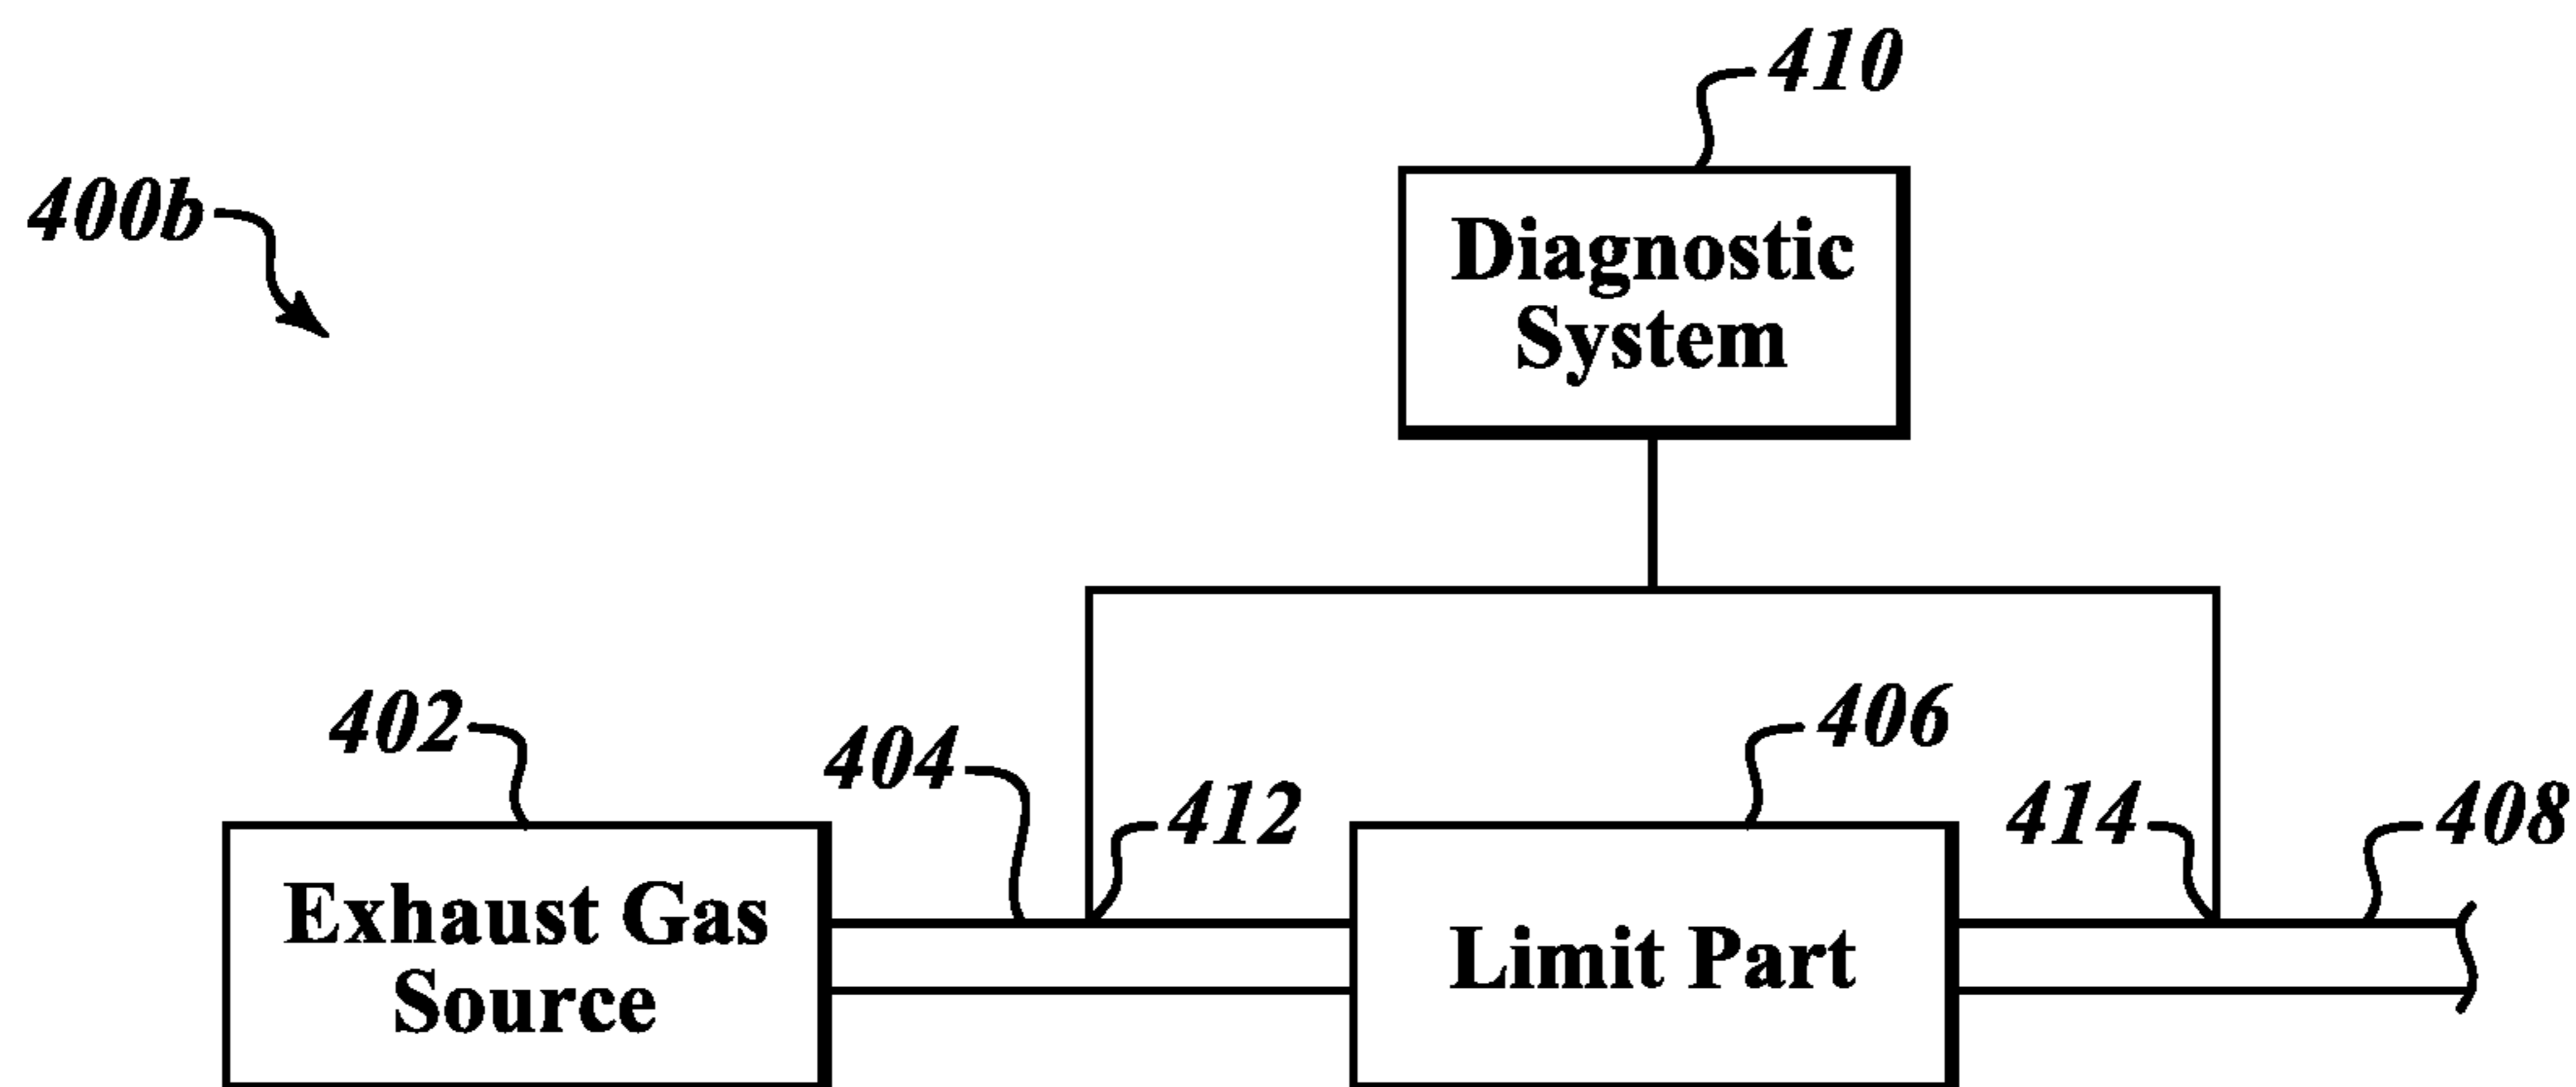 410
400b
Diagnostic
System
402
404
412
406
414
408
Exhaust Gas
Source
Limit Part